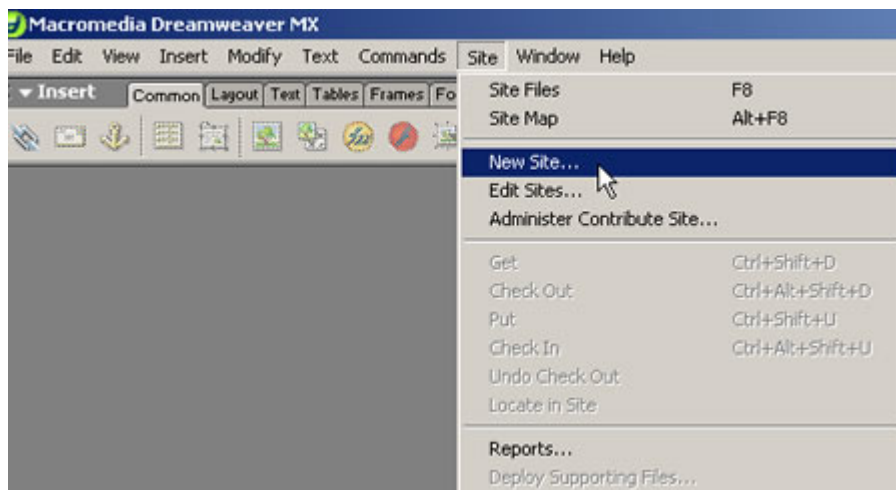 Macromedia Dreamweaver MX
File Edit View Insert Modify Text Commands Site Window Help
Insert Common Layout Text Tables Frames Fo
Site Files F8
Site Map Alt+F8
New Site...
Edit Sites...
Administer Contribute Site...
Get Ctrl+Shift+D
Check Out Ctrl+Alt+Shift+D
Put Ctrl+Shift+U
Check In Ctrl+Alt+Shift+U
Undo Check Out
Locate in Site
Reports...
Deploy Supporting Files...